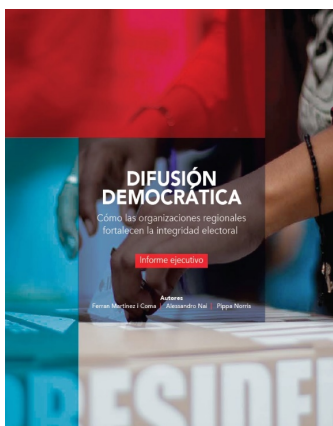 DIFUSIÓN
DEMOCRÁTICA
Cómo las organizaciones regionales
fortalecen la integridad electoral
Informe ejecutivo
Autores
Ferran Martínez i Coma | Alessandro Nai | Pippa Norris
PRESIDEN